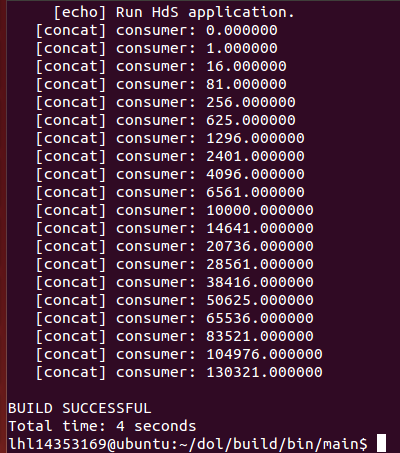 [echo] Run HdS application.
[concat] consumer: 0.000000
[concat] consumer: 1.000000
[concat] consumer: 16.000000
[concat] consumer: 81.000000
[concat] consumer: 256.000000
[concat] consumer: 625.000000
[concat] consumer: 1296.000000
[concat] consumer: 2401.000000
[concat] consumer: 4096.000000
[concat] consumer: 6561.000000
[concat] consumer: 10000.000000
[concat] consumer: 14641.000000
[concat] consumer: 20736.000000
[concat] consumer: 28561.000000
[concat] consumer: 38416.000000
[concat] consumer: 50625.000000
[concat] consumer: 65536.000000
[concat] consumer: 83521.000000
[concat] consumer: 104976.000000
[concat] consumer: 130321.000000
BUILD SUCCESSFUL
Total time: 4 seconds
lhl14353169@ubuntu:~/dol/build/bin/main$